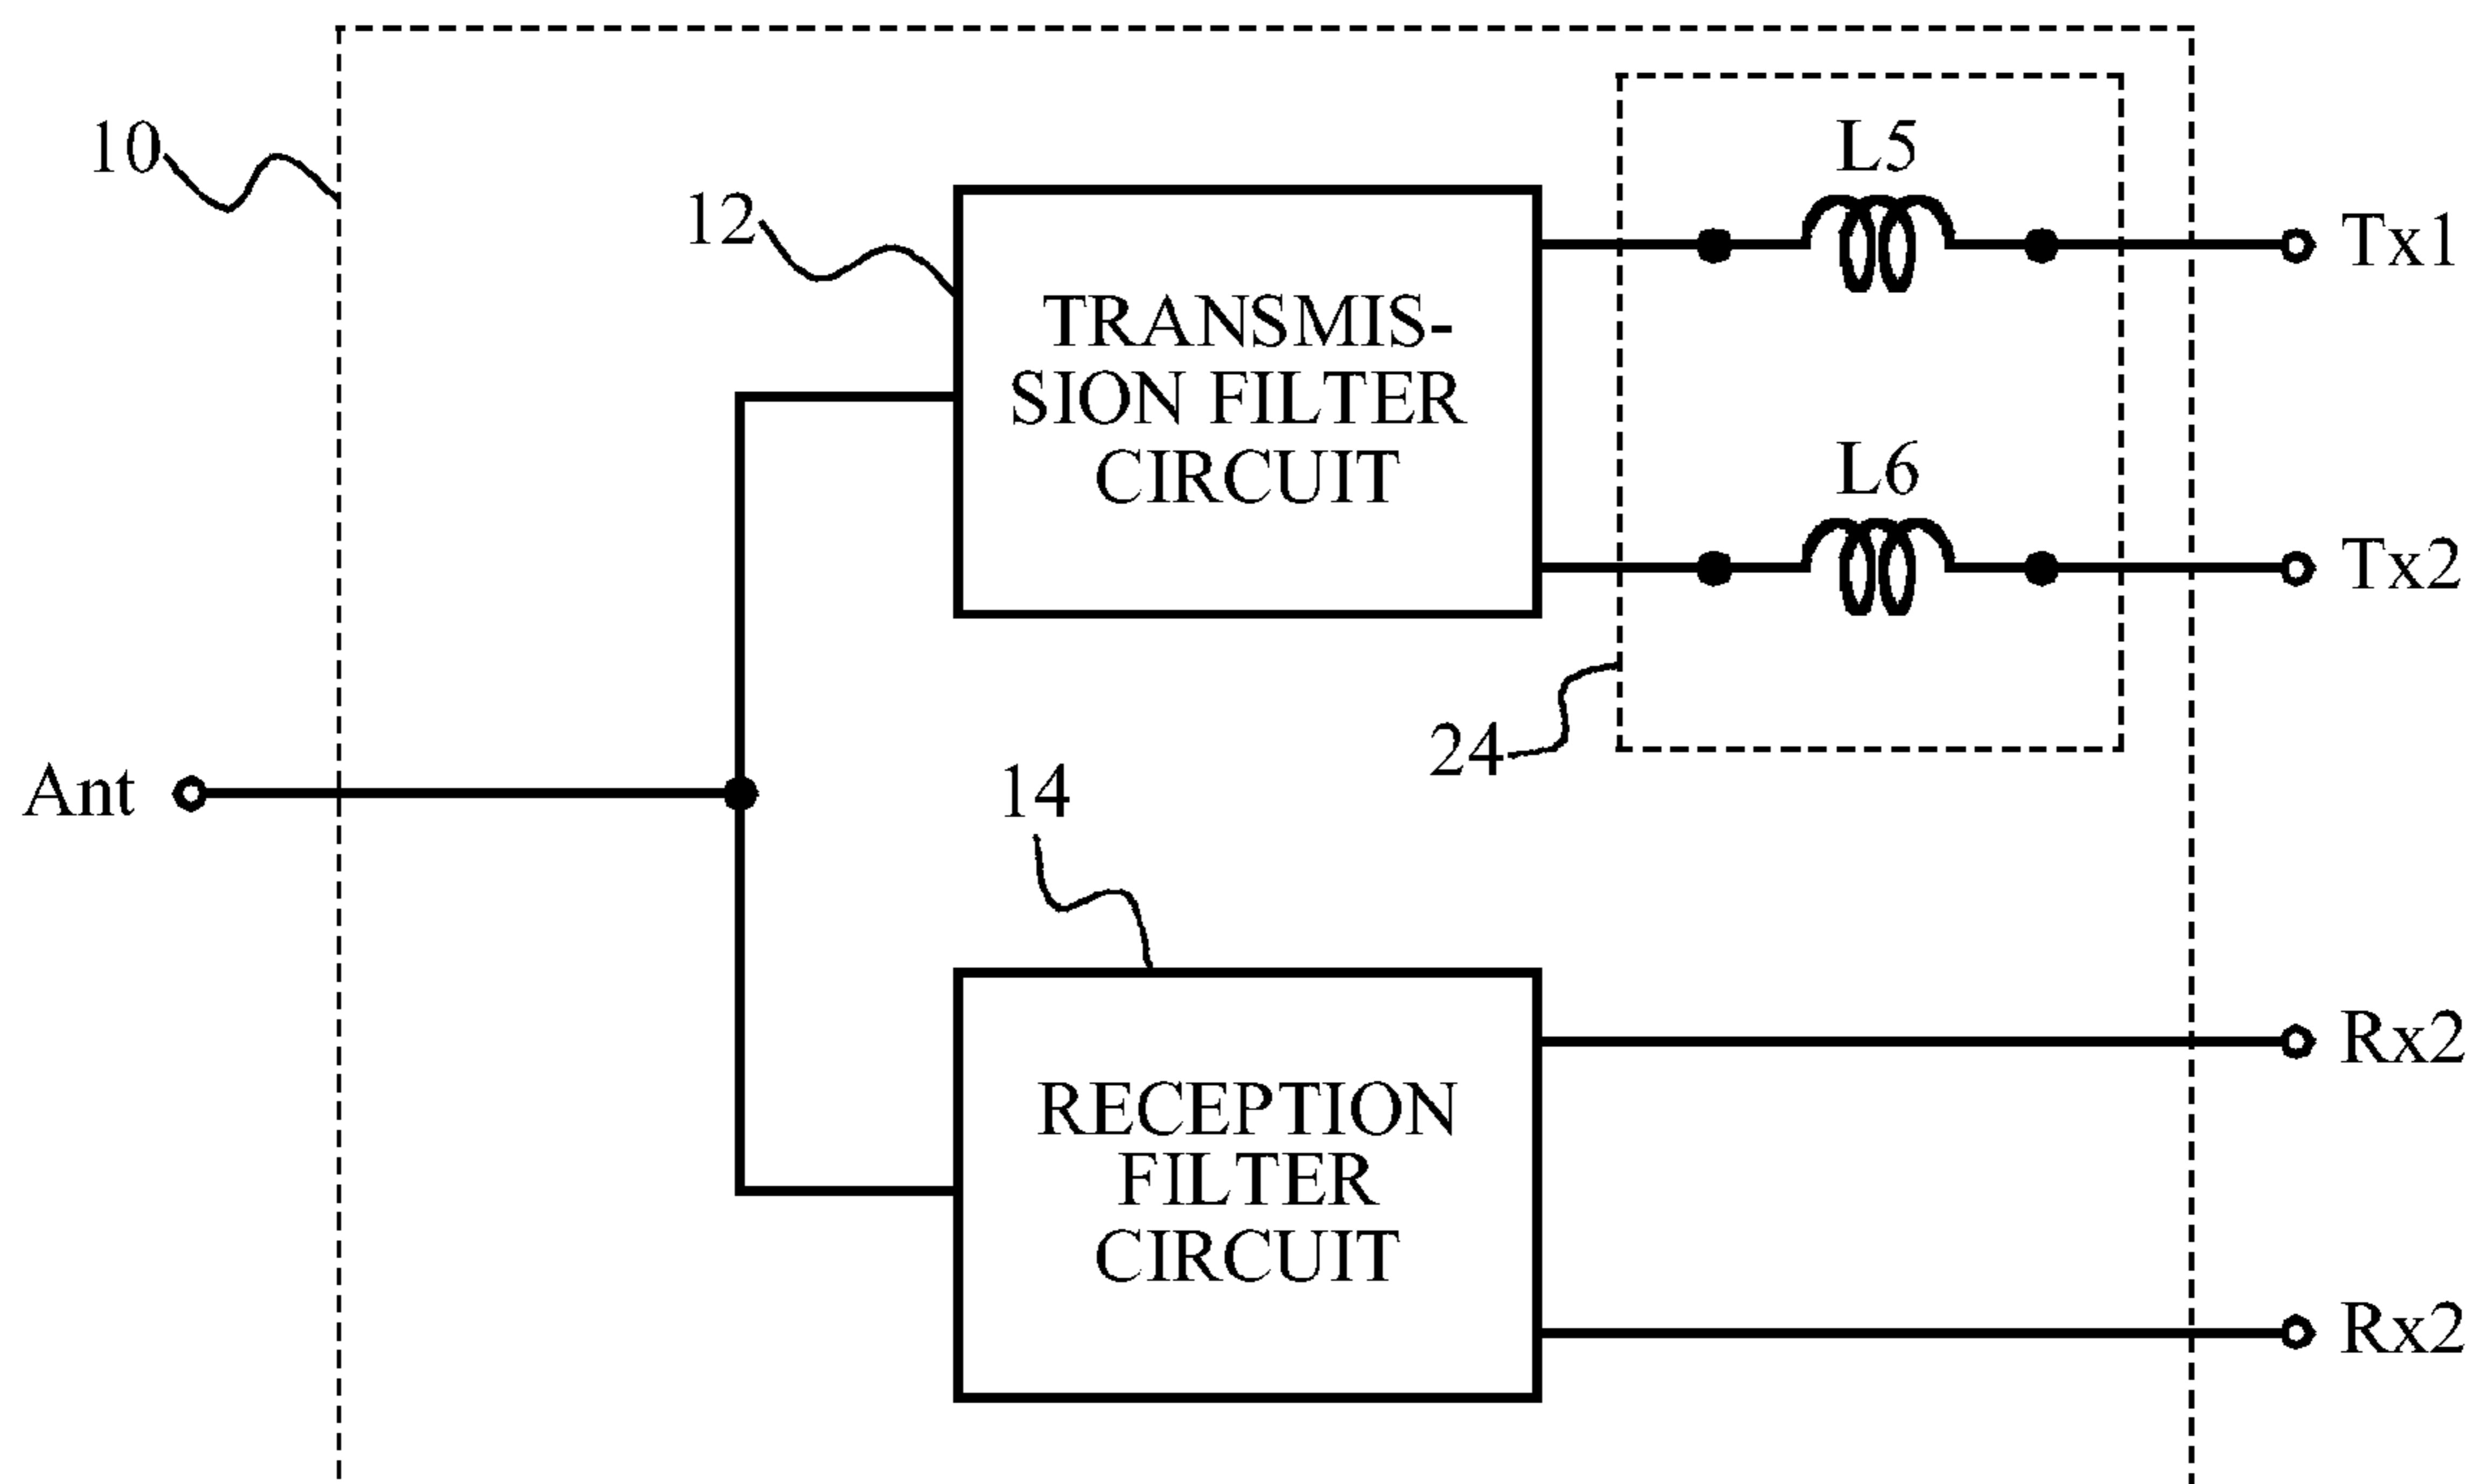 10
12
L5
Tx1
TRANSMIS-
SION FILTER
CIRCUIT
L6
Tx2
24
Ant
14
Rx2
RECEPTION
FILTER
CIRCUIT
Rx2